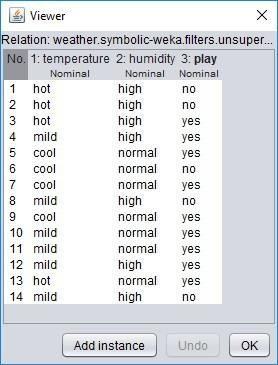 Viewer
Relation: weather.symbolic-weka.filters.unsuper...
No. 1: temperature 2: humidity 3: play
Nominal Nominal Nominal
1 hot high no
2 hot high no
3 hot high yes
4 mild high yes
5 cool normal yes
6 cool normal no
7 cool normal yes
8 mild high no
9 cool normal yes
10 mild normal yes
11 mild normal yes
12 mild high yes
13 hot normal yes
14 mild high no
Add instance Undo OK